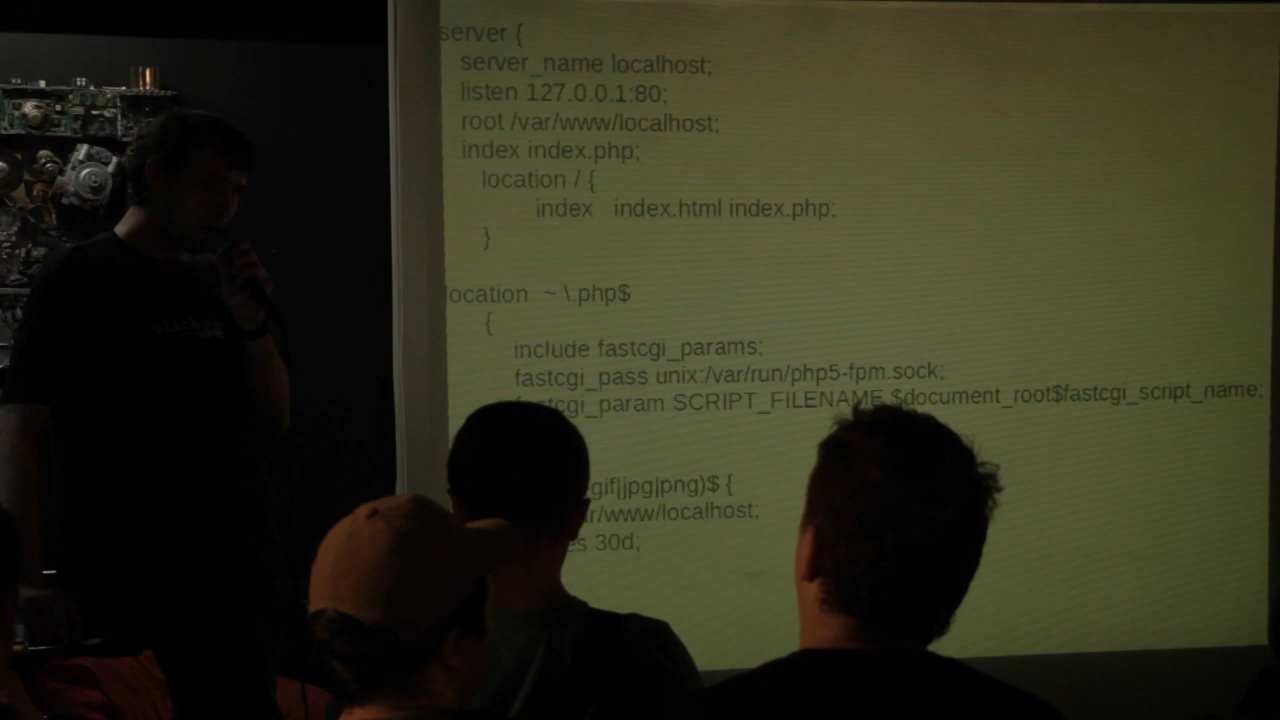 server {
server_name localhost;
listen 127.0.0.1:80;
root /var/www/localhost;
index index.php;
location / {
index index.html index.php;
}
location ~ \.php$
{
include fastcgi_params;
fastcgi_pass unix:/var/run/php5-fpm.sock;
fastcgi_param SCRIPT_FILENAME $document_root$fastcgi_script_name;
gif|jpg|png)$ {
/www/localhost;
30d;